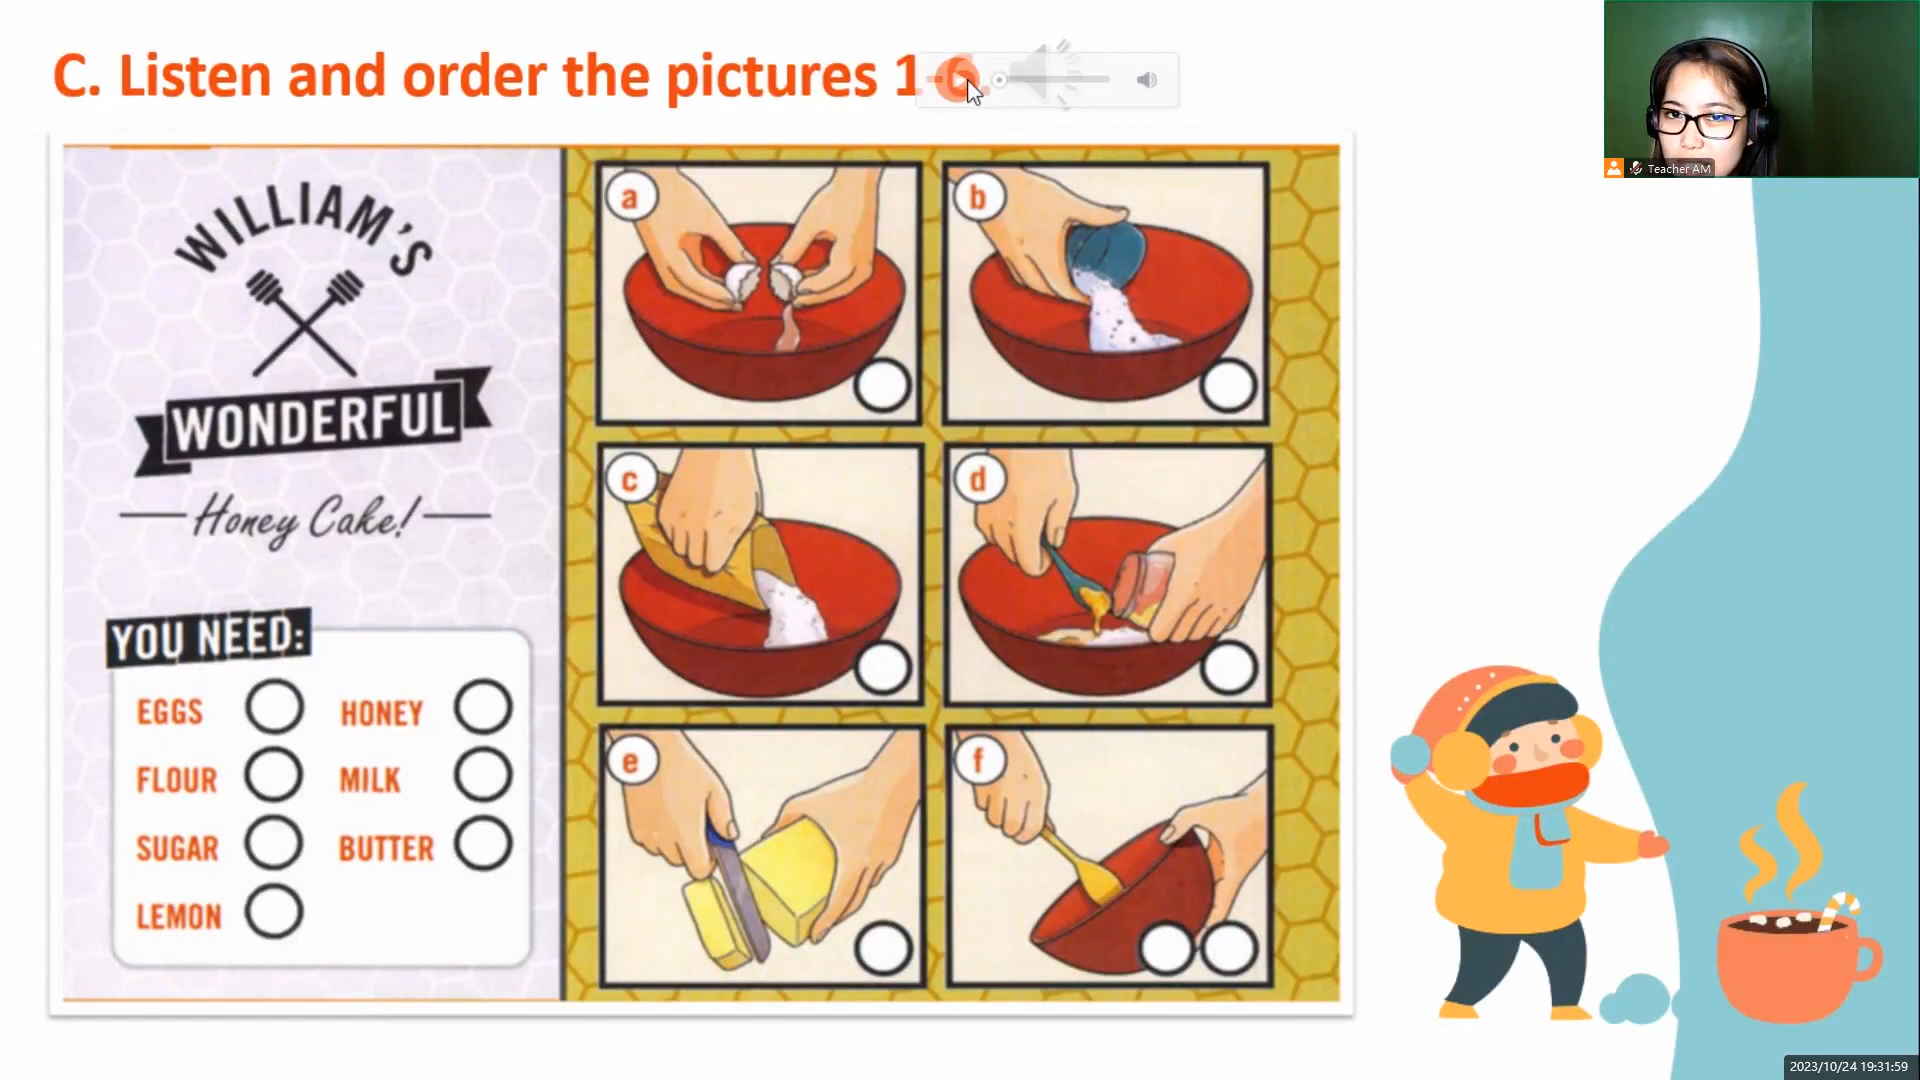 C. Listen and order the pictures 1-6.
WILLIAM'S
WONDERFUL
Honey Cake!
YOU NEED:
EGGS HONEY
FLOUR MILK
SUGAR BUTTER
LEMON
a
b
c
d
e
f
Teacher AM
2023/10/24 19:31:59